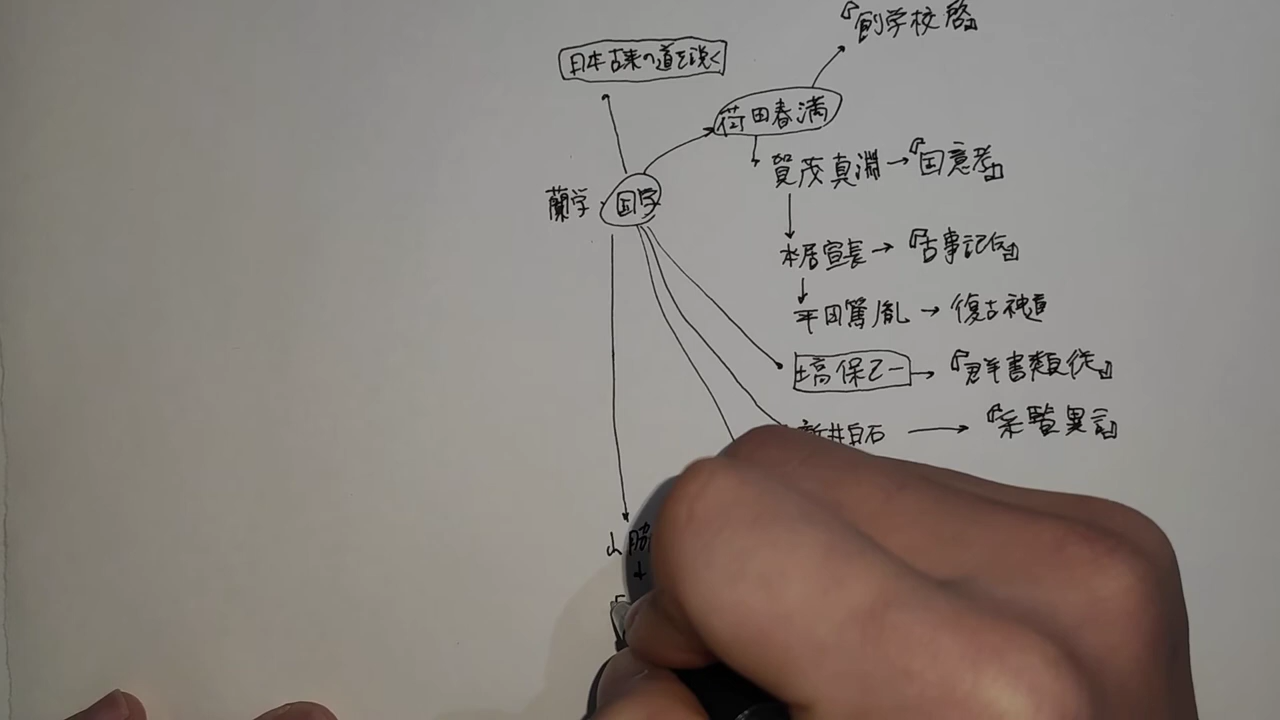 『創学校啓』
日本古来の道を説く
荷田春満
賀茂真淵→『国意考』
蘭学 国学
本居宣長→『古事記伝』
平田篤胤→復古神道
塙保己一→『群書類従』
新井白石→『采覧異言』
山脇